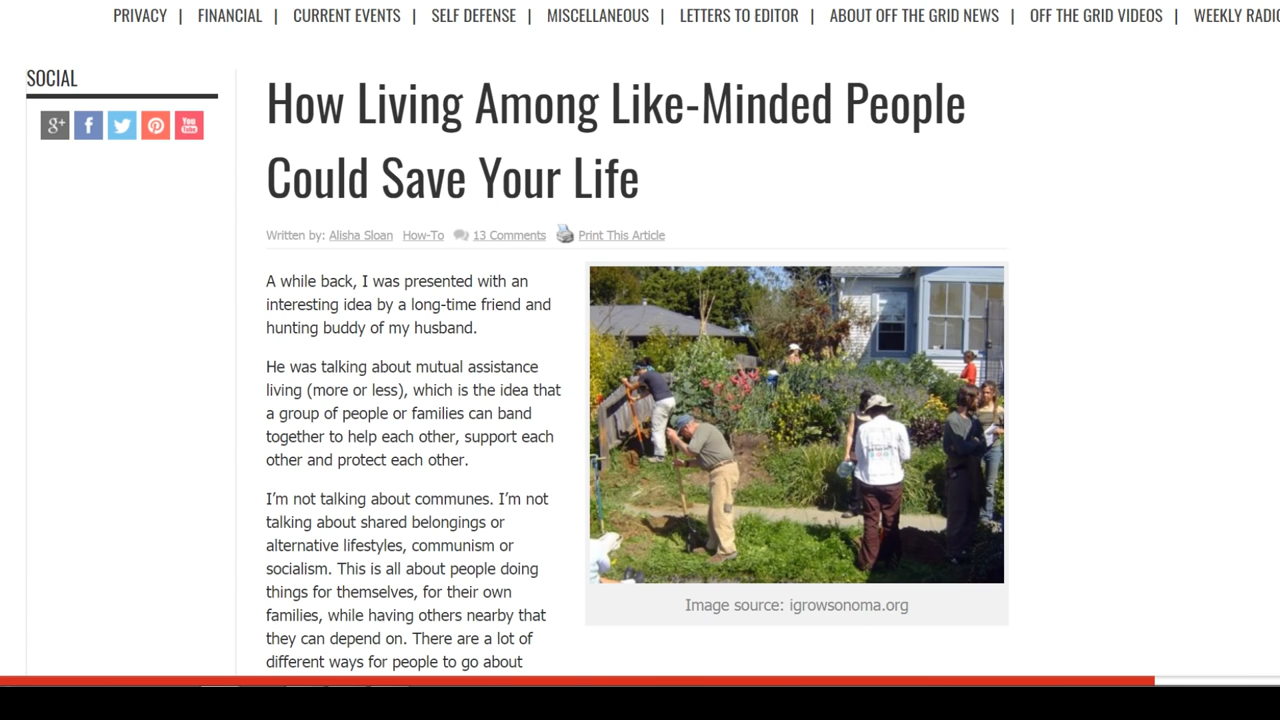 PRIVACY | FINANCIAL | CURRENT EVENTS | SELF DEFENSE | MISCELLANEOUS | LETTERS TO EDITOR | ABOUT OFF THE GRID NEWS | OFF THE GRID VIDEOS | WEEKLY RADIO
SOCIAL
g+ f You Tube
How Living Among Like-Minded People
Could Save Your Life
Written by: Alisha Sloan How-To 13 Comments Print This Article
A while back, I was presented with an
interesting idea by a long-time friend and
hunting buddy of my husband.
He was talking about mutual assistance
living (more or less), which is the idea that
a group of people or families can band
together to help each other, support each
other and protect each other.
I’m not talking about communes. I’m not
talking about shared belongings or
alternative lifestyles, communism or
socialism. This is all about people doing
things for themselves, for their own
families, while having others nearby that
they can depend on. There are a lot of
different ways for people to go about
Image source: igrowsonoma.org